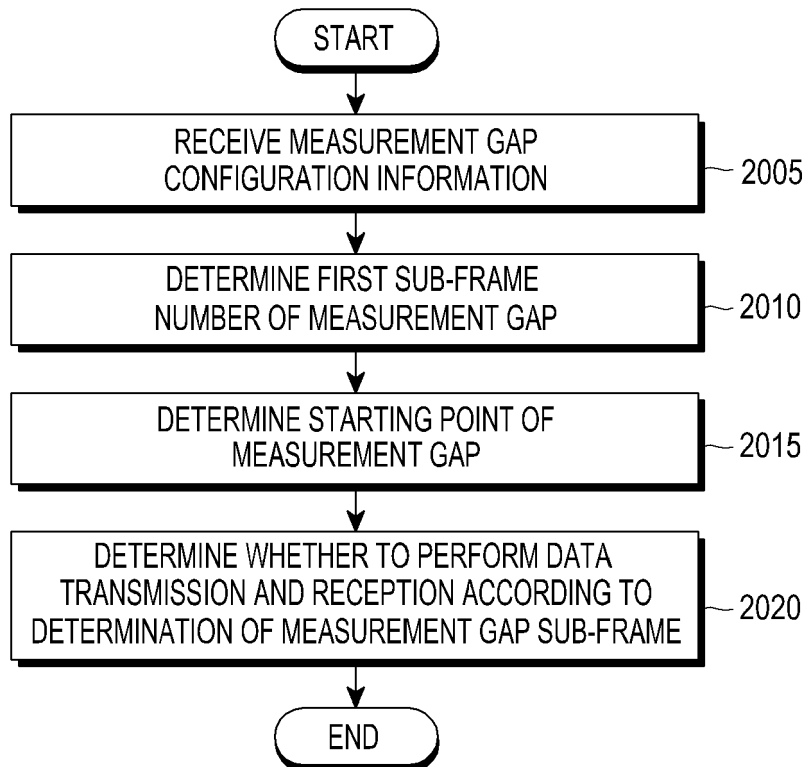 START
RECEIVE MEASUREMENT GAP
CONFIGURATION INFORMATION
2005
DETERMINE FIRST SUB-FRAME
NUMBER OF MEASUREMENT GAP
2010
DETERMINE STARTING POINT OF
MEASUREMENT GAP
2015
DETERMINE WHETHER TO PERFORM DATA
TRANSMISSION AND RECEPTION ACCORDING TO
DETERMINATION OF MEASUREMENT GAP SUB-FRAME
2020
END